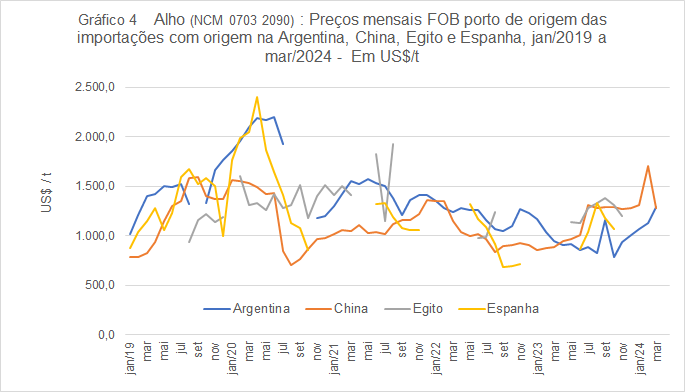 Gráfico 4 Alho (NCM 0703 2090) : Preços mensais FOB porto de origem das
importações com origem na Argentina, China, Egito e Espanha, jan/2019 a
mar/2024 - Em US$/t
US$ / t
2.500,0
2.000,0
1.500,0
1.000,0
500,0
0,0
Argentina China Egito Espanha
jan/19 mar mai jul set nov jan/20 mar mai jul set nov jan/21 mar mai jul set nov jan/22 mar mai jul set nov jan/23 mar mai jul set nov jan/24 mar